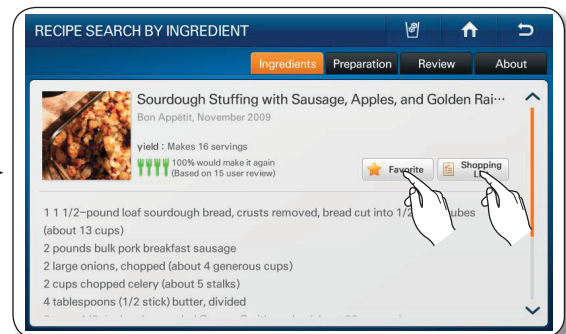 RECIPE SEARCH BY INGREDIENT
Ingredients Preparation Review About
Sourdough Stuffing with Sausage, Apples, and Golden Rai···
Bon Appétit, November 2009
yield : Makes 16 servings
100% would make it again
(Based on 15 user review)
Favorite
Shopping
1 1 1/2-pound loaf sourdough bread, crusts removed, bread cut into
(about 13 cups)
2 pounds bulk pork breakfast sausage
2 large onions, chopped (about 4 generous cups)
2 cups chopped celery (about 5 stalks)
4 tablespoons (1/2 stick) butter, divided